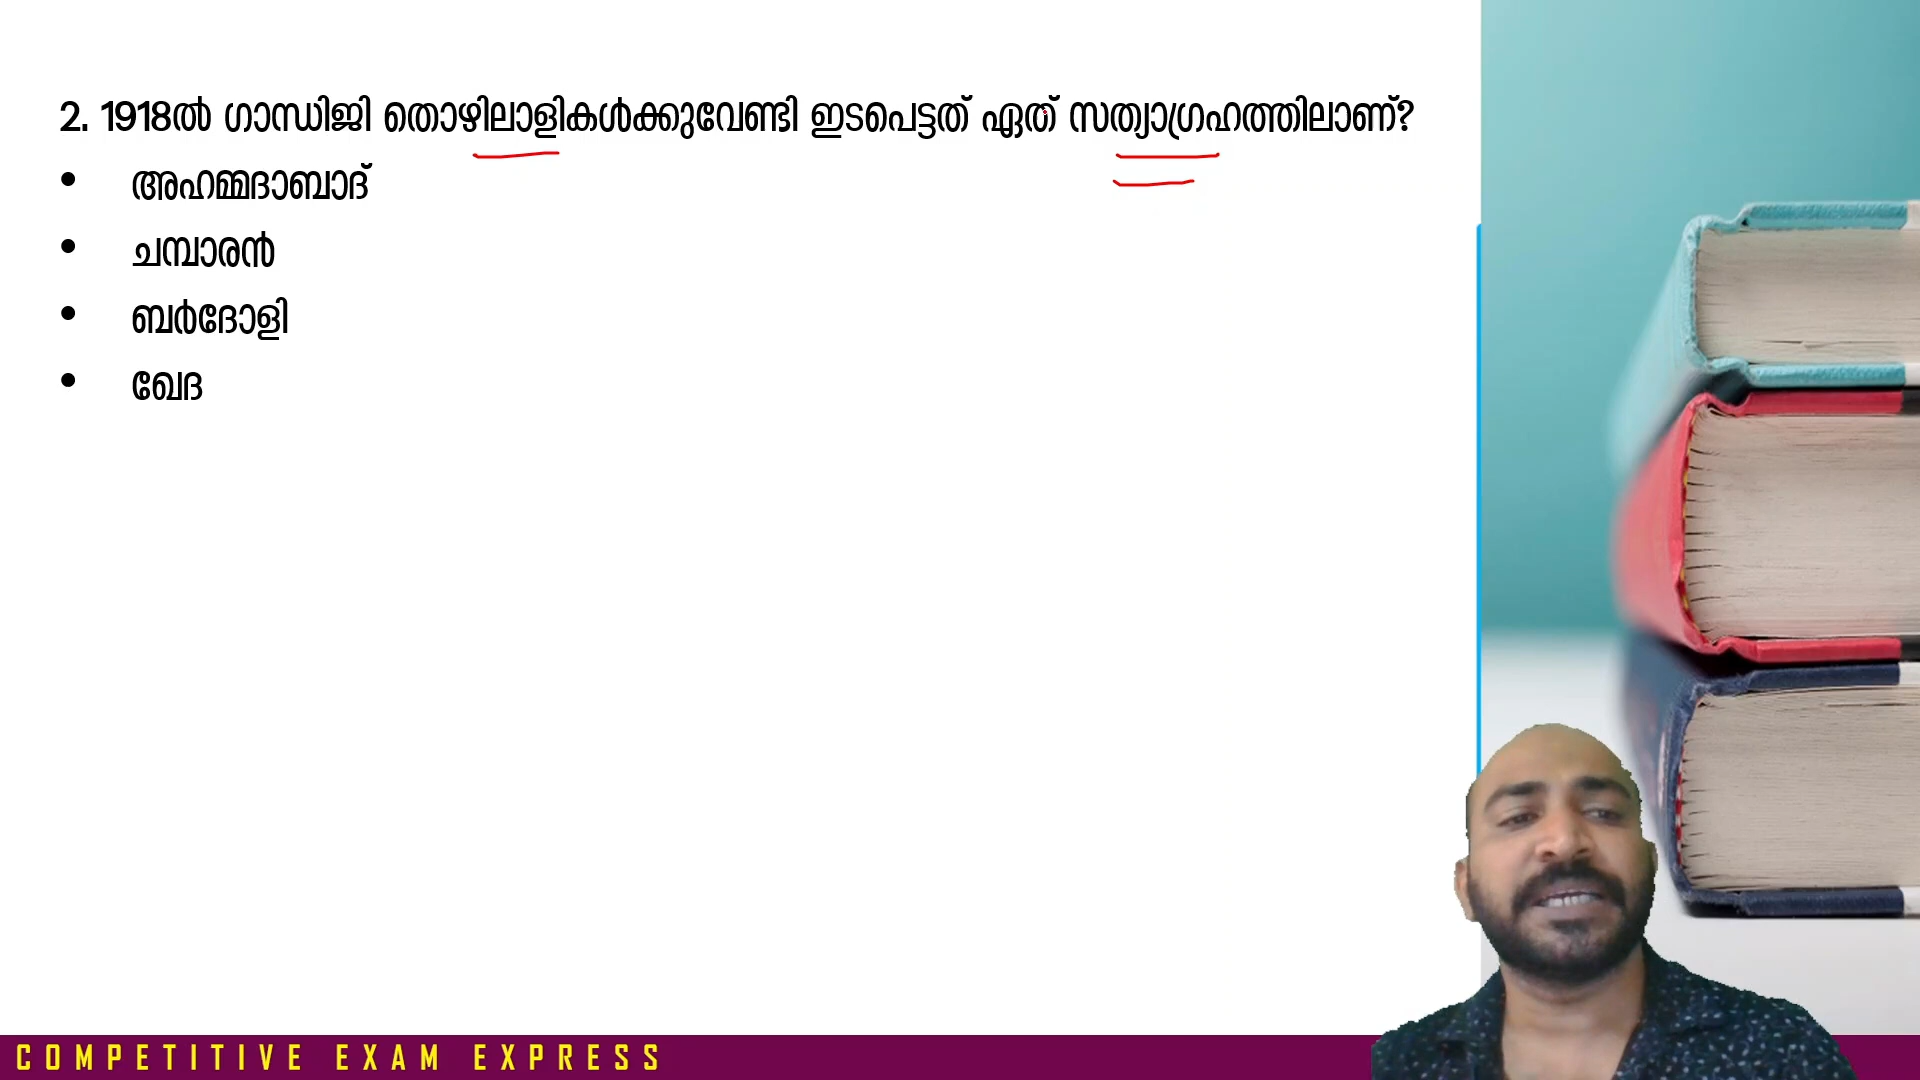 2. 1918ൽ ഗാന്ധിജി തൊഴിലാളികൾക്കുവേണ്ടി ഇടപെട്ടത് ഏത് സത്യാഗ്രഹത്തിലാണ്?
• അഹമ്മദാബാദ്
• ചമ്പാരൻ
• ബർദോളി
• ഖേദ
COMPETITIVE EXAM EXPRESS